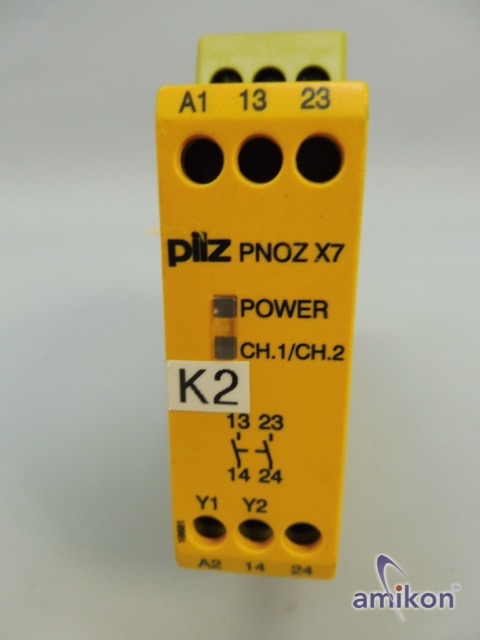 A1 13 23
pilz PNOZ X7
POWER
CH.1/CH.2
K2
13 23
14 24
Y1 Y2
A2 14 24
amikon